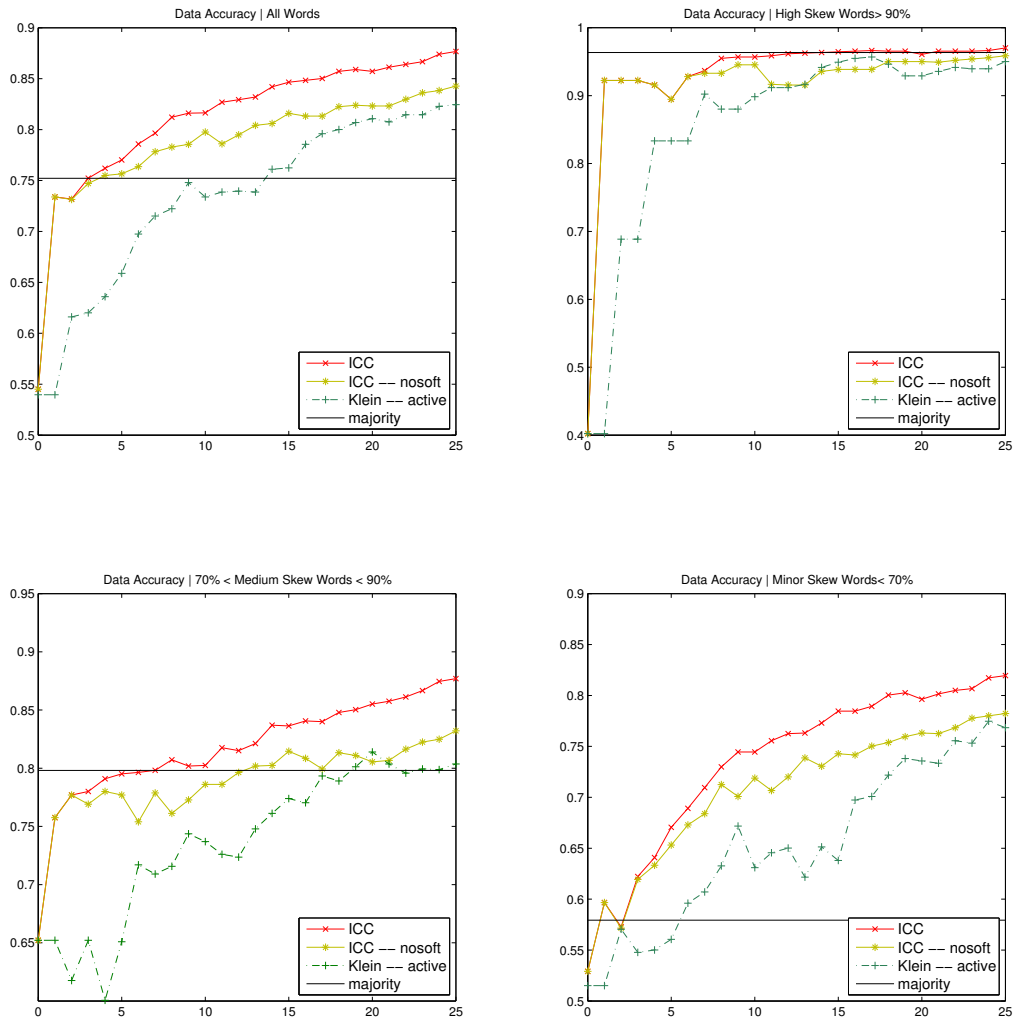 Data Accuracy | All Words
0.9
0.85
0.8
0.75
0.7
0.65
0.6
0.55
0.5
0 5 10 15 20 25
ICC
ICC −− nosoft
Klein −− active
majority
Data Accuracy | High Skew Words> 90%
1
0.9
0.8
0.7
0.6
0.5
0.4
0 5 10 15 20 25
ICC
ICC −− nosoft
Klein −− active
majority
Data Accuracy | 70% < Medium Skew Words < 90%
0.95
0.9
0.85
0.8
0.75
0.7
0.65
0 5 10 15 20 25
ICC
ICC −− nosoft
Klein −− active
majority
Data Accuracy | Minor Skew Words< 70%
0.9
0.85
0.8
0.75
0.7
0.65
0.6
0.55
0.5
0 5 10 15 20 25
ICC
ICC −− nosoft
Klein −− active
majority